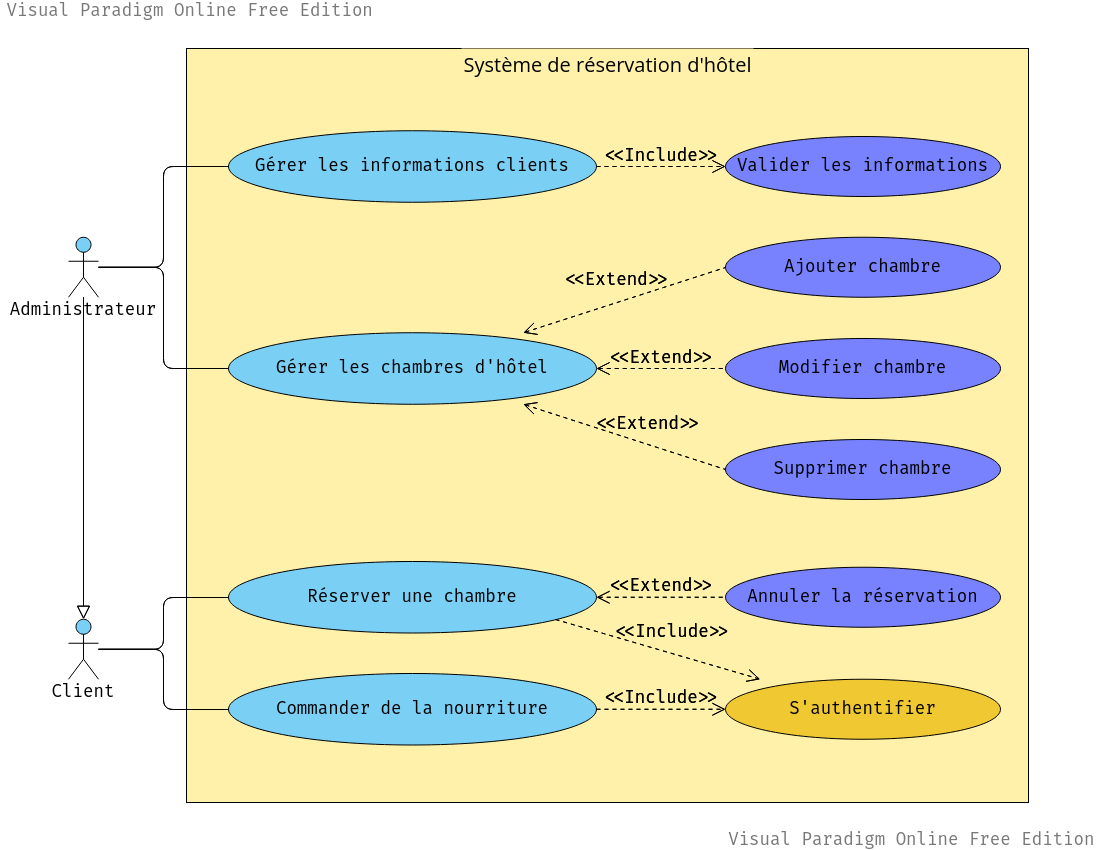 Visual Paradigm Online Free Edition
Système de réservation d'hôtel
Gérer les informations clients
<<Include>>
Valider les informations
Ajouter chambre
<<Extend>>
Administrateur
Gérer les chambres d'hôtel
<<Extend>>
Modifier chambre
<<Extend>>
Supprimer chambre
Réserver une chambre
<<Extend>>
Annuler la réservation
<<Include>>
Client
Commander de la nourriture
<<Include>>
S'authentifier
Visual Paradigm Online Free Edition